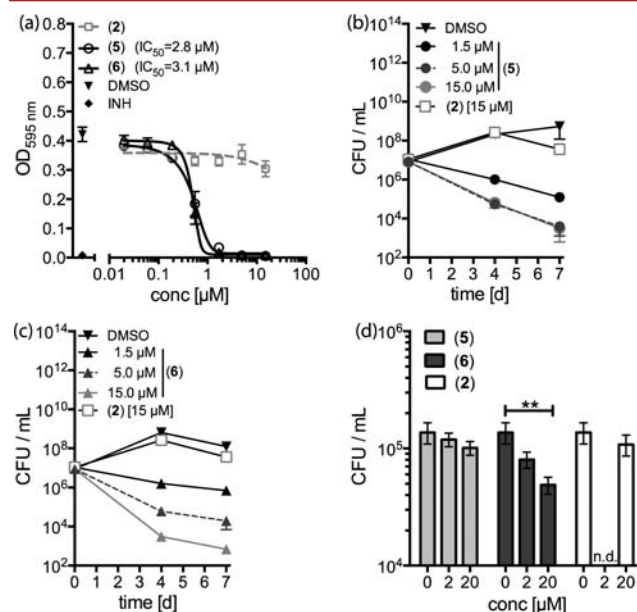 (a)
(2)
(5) (IC50=2.8 µM)
(6) (IC50=3.1 µM)
DMSO
INH
OD595 nm
0.8
0.7
0.6
0.5
0.4
0.3
0.2
0.1
0.0
0.01 0.1 1 10 100
conc [µM]
(b)
DMSO
1.5 µM
5.0 µM (5)
15.0 µM
(2) [15 µM]
CFU / mL
10^14
10^12
10^10
10^8
10^6
10^4
10^2
0 1 2 3 4 5 6 7
time [d]
(c)
DMSO
1.5 µM
5.0 µM (6)
15.0 µM
(2) [15 µM]
CFU / mL
10^14
10^12
10^10
10^8
10^6
10^4
10^2
0 1 2 3 4 5 6 7
time [d]
(d)
(5)
(6)
(2)
**
n.d.
CFU / mL
10^6
10^5
10^4
0 2 20 0 2 20 0 2 20
conc [µM]